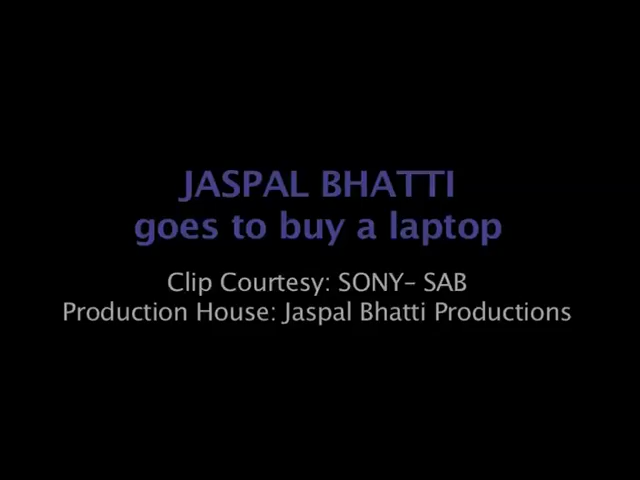 JASPAL BHATTI
goes to buy a laptop
Clip Courtesy: SONY- SAB
Production House: Jaspal Bhatti Productions